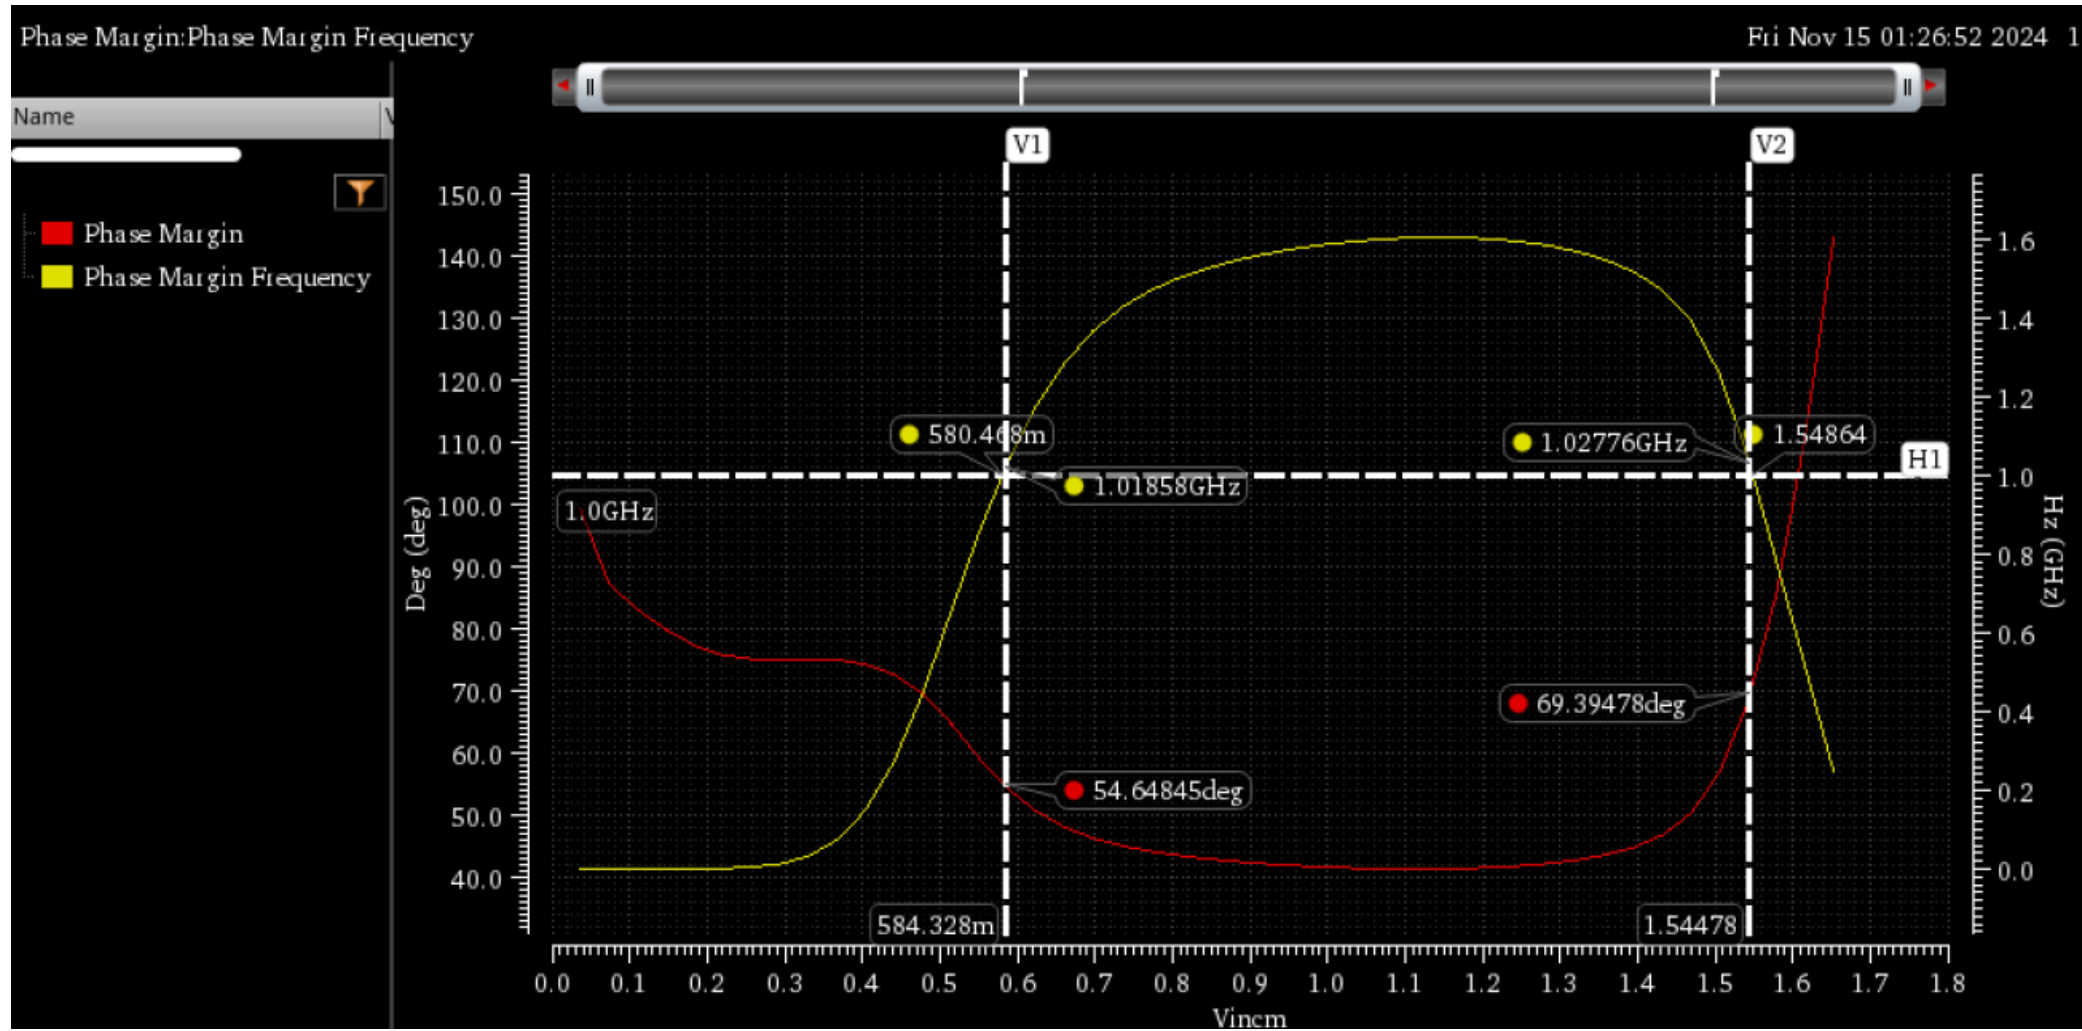 Phase Margin:Phase Margin Frequency
Fri Nov 15 01:26:52 2024 1
Name
V
Phase Margin
Phase Margin Frequency
V1
V2
150.0
140.0
130.0
120.0
110.0
100.0
90.0
80.0
70.0
60.0
50.0
40.0
Deg (deg)
1.6
1.4
1.2
1.0
0.8
0.6
0.4
0.2
0.0
Hz (GHz)
580.468m
1.02776GHz
1.54864
H1
1.01858GHz
1.0GHz
69.39478deg
54.64845deg
584.328m
1.54478
0.0 0.1 0.2 0.3 0.4 0.5 0.6 0.7 0.8 0.9 1.0 1.1 1.2 1.3 1.4 1.5 1.6 1.7 1.8
Vincm